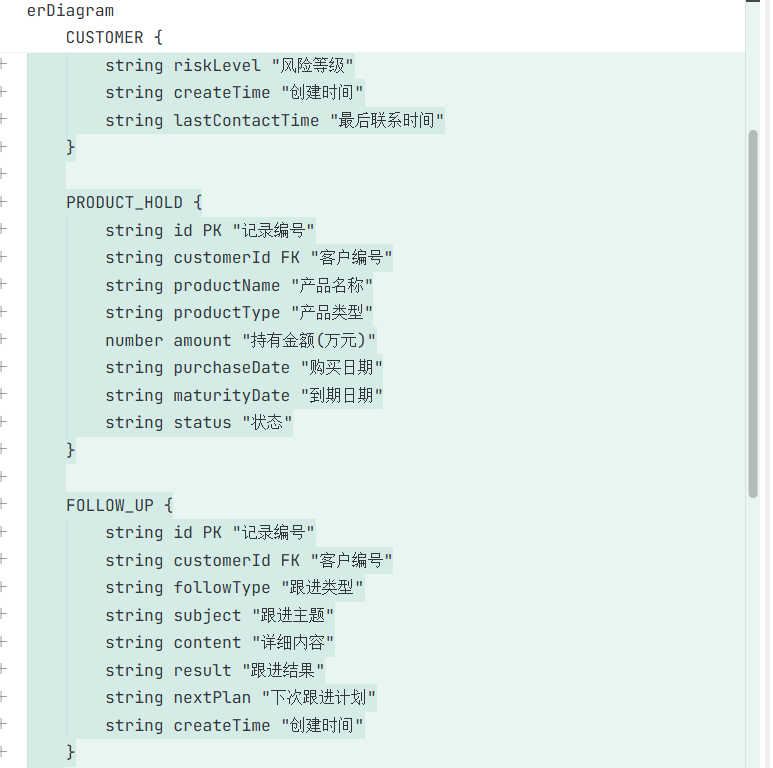 erDiagram
CUSTOMER {
string riskLevel "风险等级"
string createTime "创建时间"
string lastContactTime "最后联系时间"
}
PRODUCT_HOLD {
string id PK "记录编号"
string customerId FK "客户编号"
string productName "产品名称"
string productType "产品类型"
number amount "持有金额(万元)"
string purchaseDate "购买日期"
string maturityDate "到期日期"
string status "状态"
}
FOLLOW_UP {
string id PK "记录编号"
string customerId FK "客户编号"
string followType "跟进类型"
string subject "跟进主题"
string content "详细内容"
string result "跟进结果"
string nextPlan "下次跟进计划"
string createTime "创建时间"
}